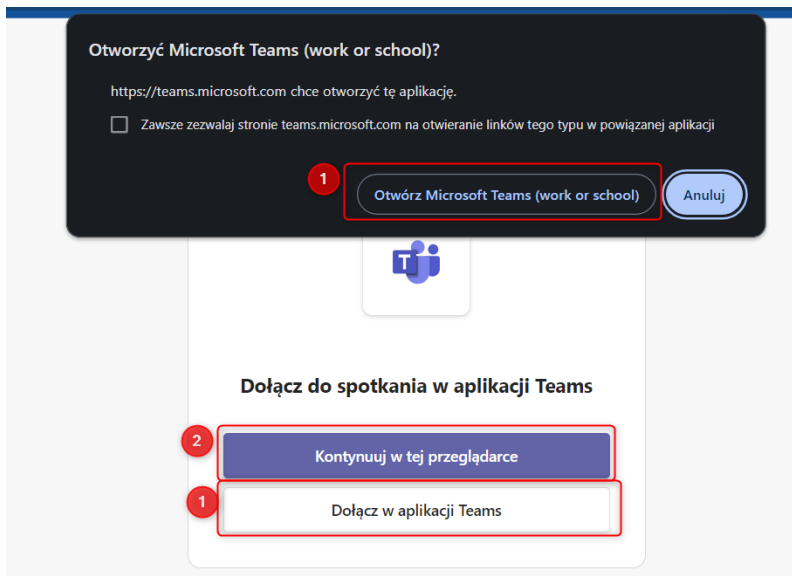 Otworzyć Microsoft Teams (work or school)?
https://teams.microsoft.com chce otworzyć tę aplikację.
Zawsze zezwalaj stronie teams.microsoft.com na otwieranie linków tego typu w powiązanej aplikacji
1
Otwórz Microsoft Teams (work or school)
Anuluj
T
Dołącz do spotkania w aplikacji Teams
2
Kontynuuj w tej przeglądarce
1
Dołącz w aplikacji Teams